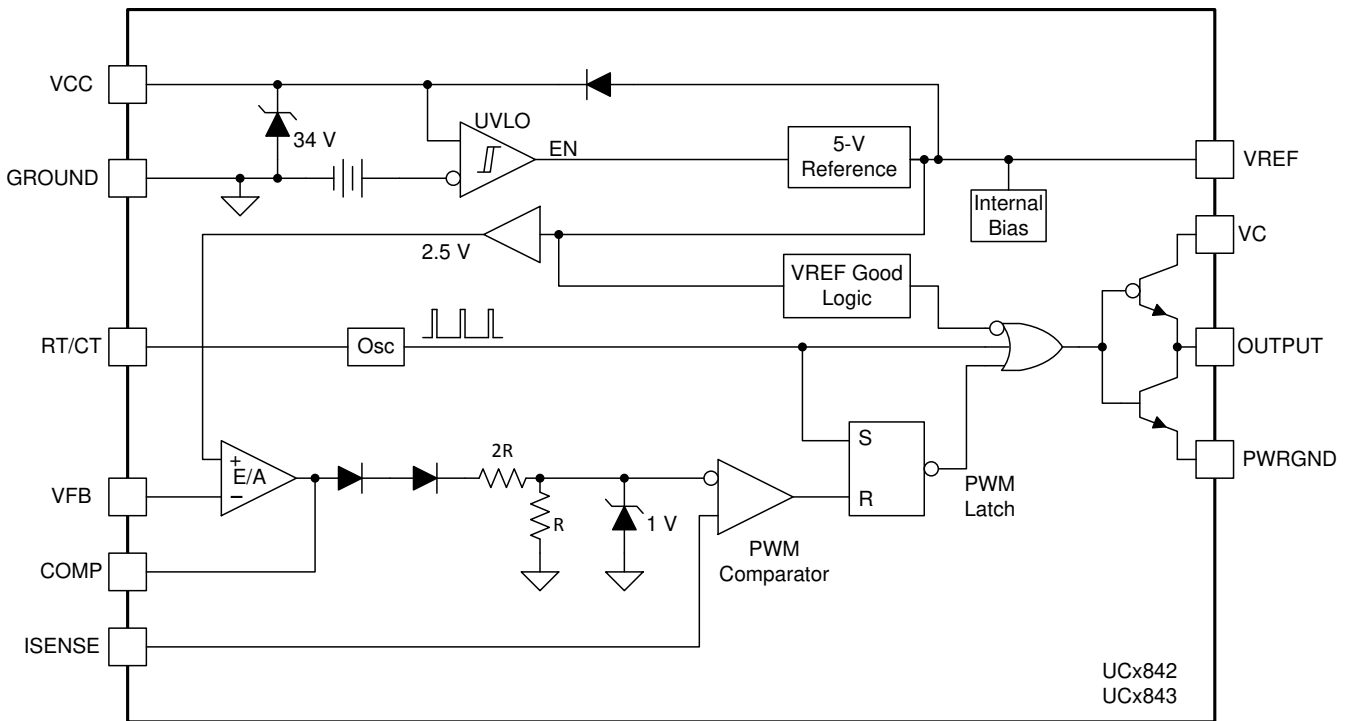 VCC
34 V
UVLO
EN
5-V
Reference
VREF
GROUND
Internal
Bias
2.5 V
VC
VREF Good
Logic
RT/CT
Osc
OUTPUT
S
R
PWM
Latch
PWRGND
+
E/A
−
2R
R
1 V
VFB
PWM
Comparator
COMP
ISENSE
UCx842
UCx843